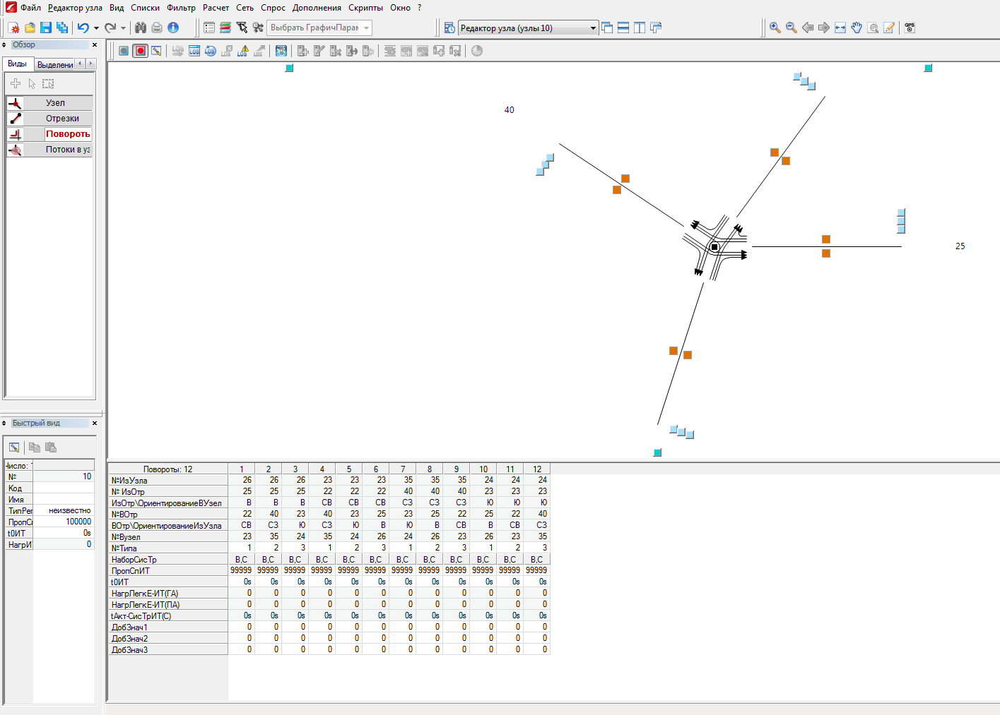 Файл Редактор узла Вид Списки Фильтр Расчет Сеть Спрос Дополнения Скрипты Окно ?
Выбрать ГрафичПарам
Редактор узла (узлы 10)
GPS
Обзор
Виды Выделени
LOS LOS LOS LOS LOS
Узел
Отрезки
Повороть
Потоки в уз
40
25
Быстрый вид
Число: 1
№ 10
Код
Имя
ТипРег неизвестно
ПропСп 100000
t0ИТ 0s
НагрИТ 0
Повороты: 12 1 2 3 4 5 6 7 8 9 10 11 12
№ИзУзла 26 26 26 23 23 23 35 35 35 24 24 24
№ ИзОтр 25 25 25 22 22 22 40 40 40 23 23 23
ИзОтр\ОриентированиеВУзел В В В СВ СВ СВ СЗ СЗ СЗ Ю Ю Ю
№ВОтр 22 40 23 40 23 25 23 25 22 25 22 40
ВОтр\ОриентированиеИзУзла СВ СЗ Ю СЗ Ю В Ю В СВ В СВ СЗ
№Вузел 23 35 24 35 24 26 24 26 23 26 23 35
№Типа 1 2 3 1 2 3 1 2 3 1 2 3
НаборСисТр В,С В,С В,С В,С В,С В,С В,С В,С В,С В,С В,С В,С
ПропСпИТ 99999 99999 99999 99999 99999 99999 99999 99999 99999 99999 99999 99999
t0ИТ 0s 0s 0s 0s 0s 0s 0s 0s 0s 0s 0s 0s
НагрЛегкЕ-ИТ(ГА) 0 0 0 0 0 0 0 0 0 0 0 0
НагрЛегкЕ-ИТ(ПА) 0 0 0 0 0 0 0 0 0 0 0 0
tАкт-СисТрИТ(С) 0s 0s 0s 0s 0s 0s 0s 0s 0s 0s 0s 0s
ДобЗнач1 0 0 0 0 0 0 0 0 0 0 0 0
ДобЗнач2 0 0 0 0 0 0 0 0 0 0 0 0
ДобЗнач3 0 0 0 0 0 0 0 0 0 0 0 0